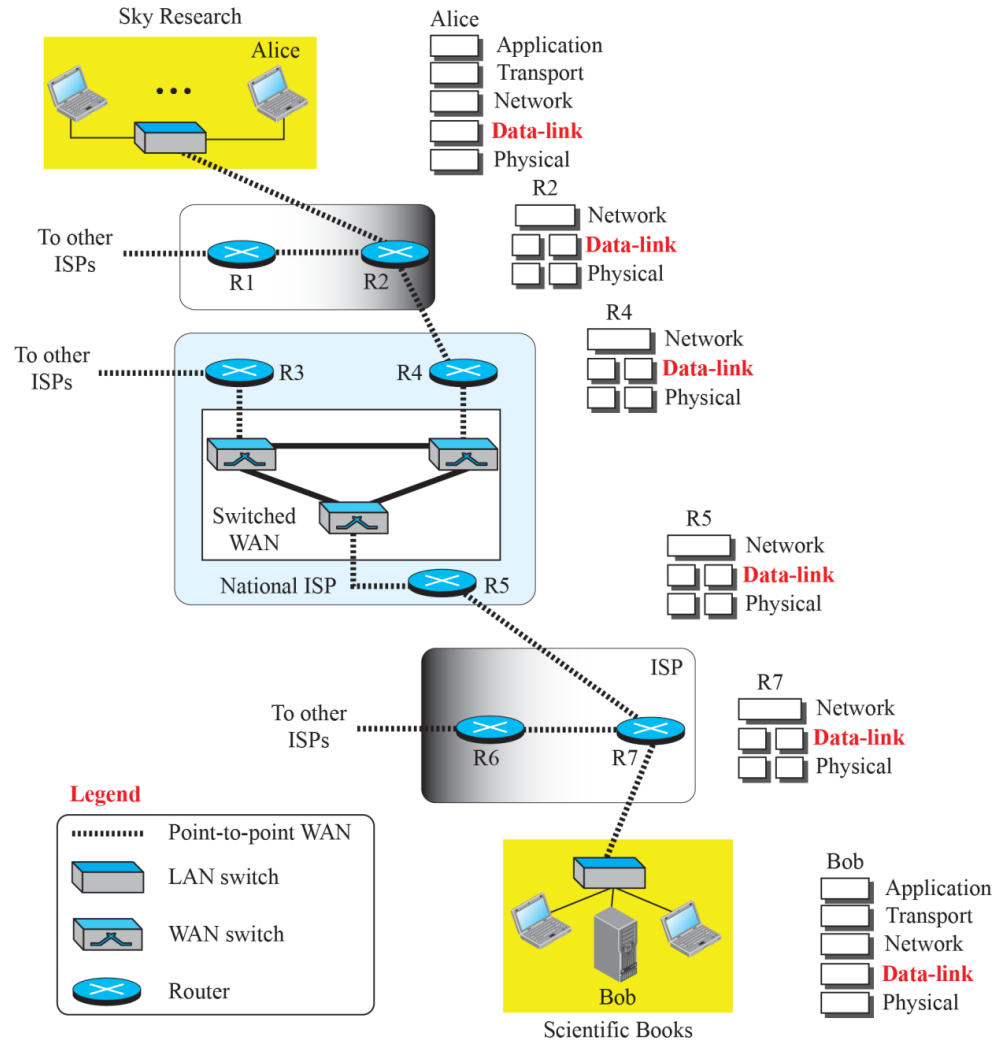 Sky Research
Alice
Alice
Application
Transport
Network
Data-link
Physical
R2
Network
Data-link
Physical
To other
ISPs
R1
R2
R4
Network
Data-link
Physical
To other
ISPs
R3
R4
Switched
WAN
National ISP
R5
R5
Network
Data-link
Physical
ISP
To other
ISPs
R6
R7
R7
Network
Data-link
Physical
Legend
Point-to-point WAN
LAN switch
WAN switch
Router
Bob
Scientific Books
Bob
Application
Transport
Network
Data-link
Physical